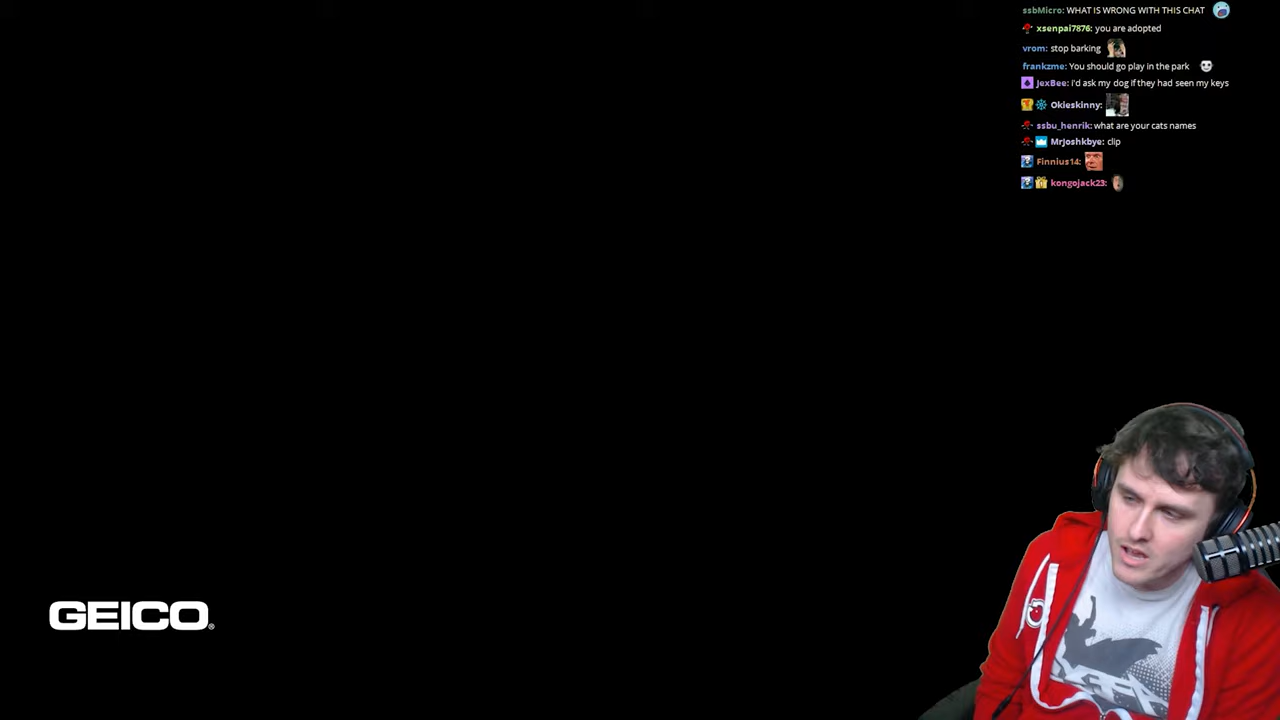 ssbMicro: WHAT IS WRONG WITH THIS CHAT
xsenpai7876: you are adopted
vrom: stop barking
frankzme: You should go play in the park
JexBee: i'd ask my dog if they had seen my keys
Okieskinny:
ssbu_henrik: what are your cats names
MrJoshkbye: clip
Finnius14:
kongojack23:
GEICO®